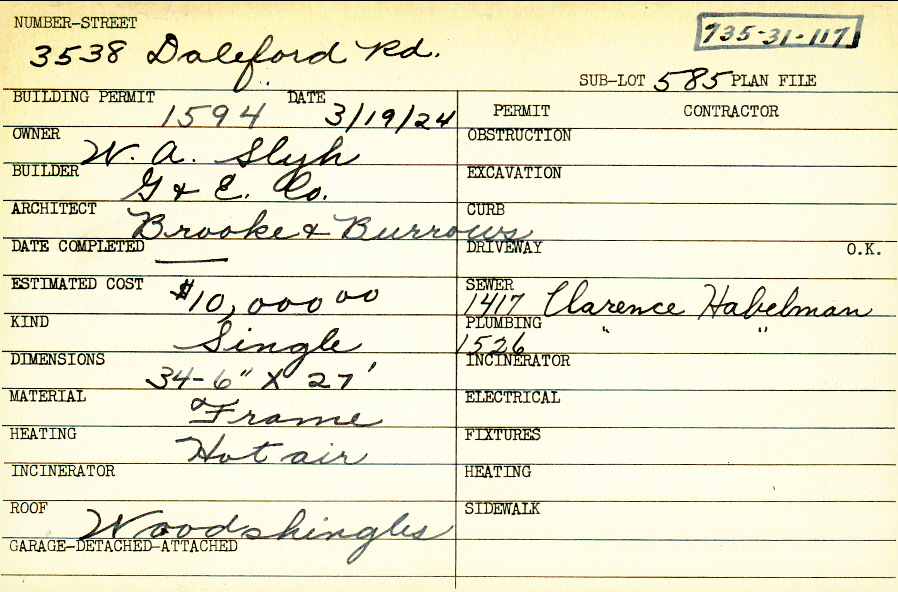 NUMBER-STREET
3538 Daleford Rd.
735-31-117
SUB-LOT 585 PLAN FILE
BUILDING PERMIT 1594 DATE 3/19/24
PERMIT CONTRACTOR
OWNER W. A. Slyh
OBSTRUCTION
BUILDER G & E. Co.
EXCAVATION
ARCHITECT Brooke & Burrows
CURB
DATE COMPLETED —
DRIVEWAY O.K.
ESTIMATED COST $10,000 00
SEWER 1417 Clarence Habelman
KIND Single
PLUMBING 1526 " "
DIMENSIONS 34-6" X 27'
INCINERATOR
MATERIAL Frame
ELECTRICAL
HEATING Hot air
FIXTURES
INCINERATOR
HEATING
ROOF Wood shingles
SIDEWALK
GARAGE-DETACHED-ATTACHED